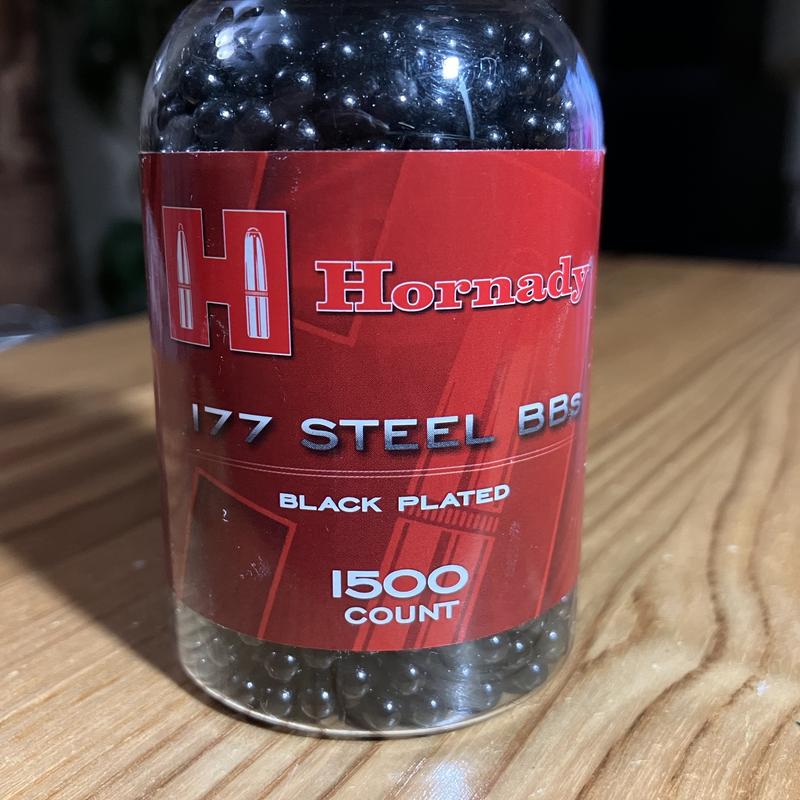 H Hornady
177 STEEL BBs
BLACK PLATED
1500
COUNT